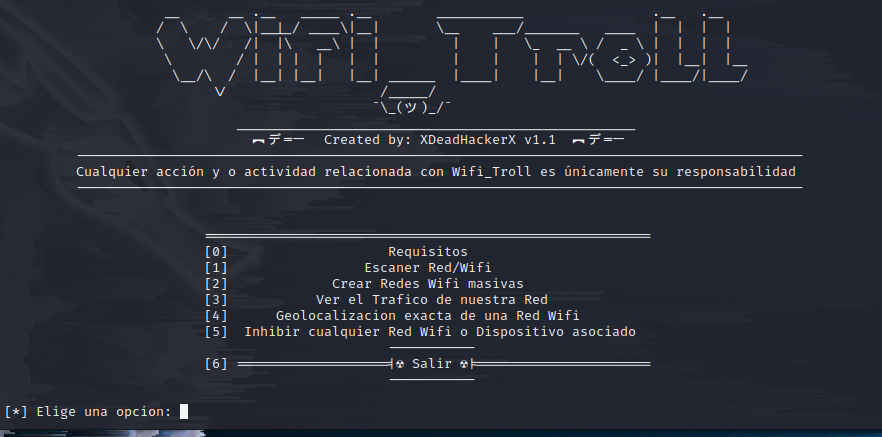 Wifi_Troll
¯\_(ツ)_/¯
︻デ═一 Created by: XDeadHackerX v1.1 ︻デ═一
Cualquier acción y o actividad relacionada con Wifi_Troll es únicamente su responsabilidad
[0] Requisitos
[1] Escaner Red/Wifi
[2] Crear Redes Wifi masivas
[3] Ver el Trafico de nuestra Red
[4] Geolocalizacion exacta de una Red Wifi
[5] Inhibir cualquier Red Wifi o Dispositivo asociado
[6] ☢ Salir ☢
[*] Elige una opcion: